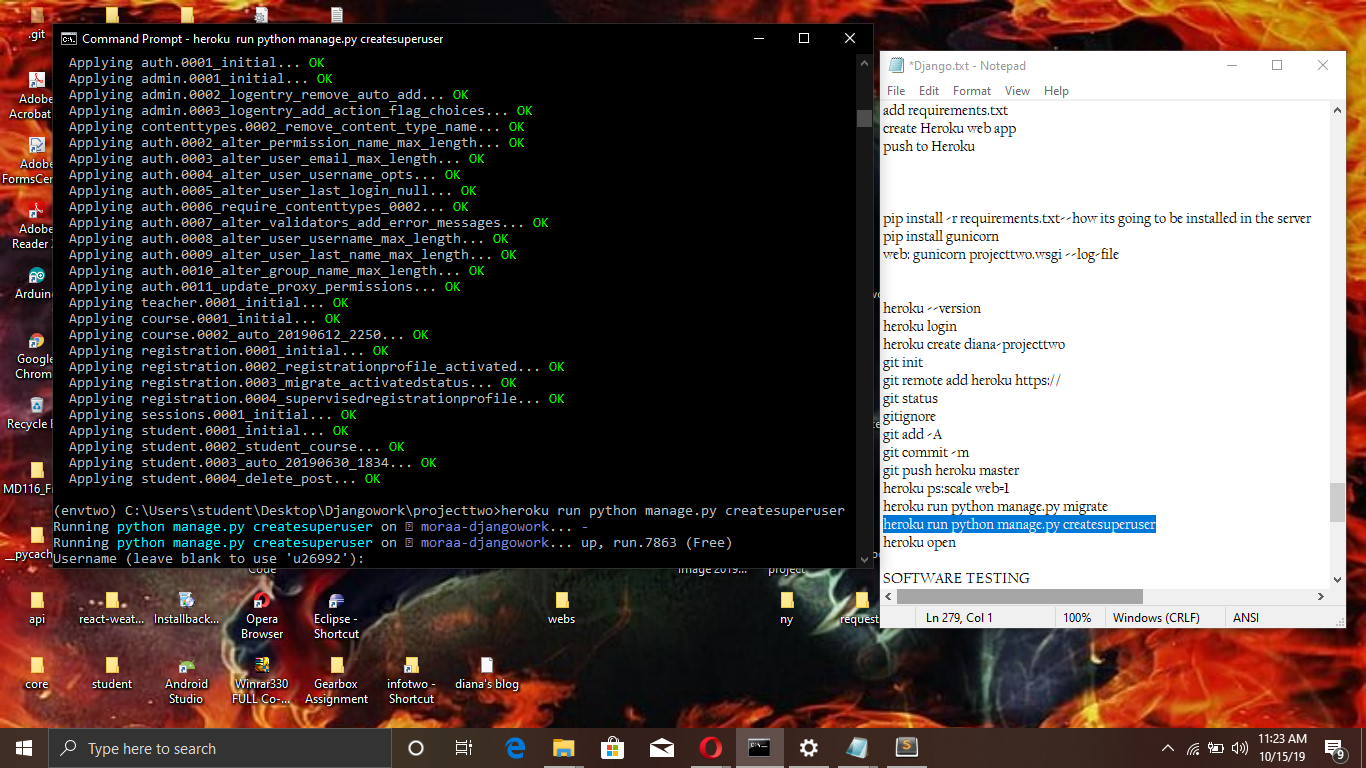 .git
Adobe
Acrobat
Adobe
FormsCen
Adobe
Reader
Arduino
Google
Chrom
Recycle
MD116_F
__pycac
Command Prompt - heroku  run python manage.py createsuperuser
Applying auth.0001_initial... OK
Applying admin.0001_initial... OK
Applying admin.0002_logentry_remove_auto_add... OK
Applying admin.0003_logentry_add_action_flag_choices... OK
Applying contenttypes.0002_remove_content_type_name... OK
Applying auth.0002_alter_permission_name_max_length... OK
Applying auth.0003_alter_user_email_max_length... OK
Applying auth.0004_alter_user_username_opts... OK
Applying auth.0005_alter_user_last_login_null... OK
Applying auth.0006_require_contenttypes_0002... OK
Applying auth.0007_alter_validators_add_error_messages... OK
Applying auth.0008_alter_user_username_max_length... OK
Applying auth.0009_alter_user_last_name_max_length... OK
Applying auth.0010_alter_group_name_max_length... OK
Applying auth.0011_update_proxy_permissions... OK
Applying teacher.0001_initial... OK
Applying course.0001_initial... OK
Applying course.0002_auto_20190612_2250... OK
Applying registration.0001_initial... OK
Applying registration.0002_registrationprofile_activated... OK
Applying registration.0003_migrate_activatedstatus... OK
Applying registration.0004_supervisedregistrationprofile... OK
Applying sessions.0001_initial... OK
Applying student.0001_initial... OK
Applying student.0002_student_course... OK
Applying student.0003_auto_20190630_1834... OK
Applying student.0004_delete_post... OK
(envtwo) C:\Users\student\Desktop\Djangowork\projecttwo>heroku run python manage.py createsuperuser
Running python manage.py createsuperuser on moraa-djangowork... -
Running python manage.py createsuperuser on moraa-djangowork... up, run.7863 (Free)
Username (leave blank to use 'u26992'):
*Django.txt - Notepad
File Edit Format View Help
add requirements.txt
create Heroku web app
push to Heroku
pip install -r requirements.txt--how its going to be installed in the server
pip install gunicorn
web: gunicorn projecttwo.wsgi --log-file
heroku --version
heroku login
heroku create diana-projecttwo
git init
git remote add heroku https://
git status
gitignore
git add -A
git commit -m
git push heroku master
heroku ps:scale web=1
heroku run python manage.py migrate
heroku run python manage.py createsuperuser
heroku open
SOFTWARE TESTING
Ln 279, Col 1 100% Windows (CRLF) ANSI
Code
image 2019...
project
api
react-weat...
Installback...
Opera
Browser
Eclipse -
Shortcut
webs
ny
request
core
student
Android
Studio
Winrar330
FULL Co-...
Gearbox
Assignment
infotwo -
Shortcut
diana's blog
Type here to search
11:23 AM
10/15/19
9